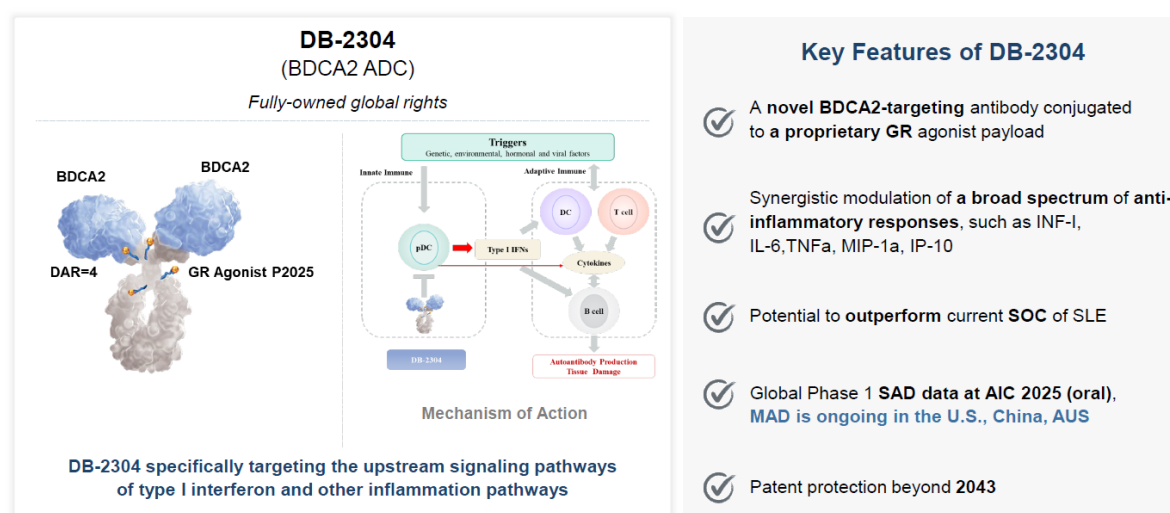 DB-2304
(BDCA2 ADC)
Fully-owned global rights
BDCA2
BDCA2
DAR=4
GR Agonist P2025
Triggers
Genetic, environmental, hormonal and viral factors
Innate Immune
Adaptive Immune
DC
T cell
pDC
Type I IFNs
Cytokines
B cell
DB-2304
Autoantibody Production
Tissue Damage
Mechanism of Action
DB-2304 specifically targeting the upstream signaling pathways
of type I interferon and other inflammation pathways
Key Features of DB-2304
A novel BDCA2-targeting antibody conjugated
to a proprietary GR agonist payload
Synergistic modulation of a broad spectrum of anti-
inflammatory responses, such as INF-I,
IL-6,TNFa, MIP-1a, IP-10
Potential to outperform current SOC of SLE
Global Phase 1 SAD data at AIC 2025 (oral),
MAD is ongoing in the U.S., China, AUS
Patent protection beyond 2043